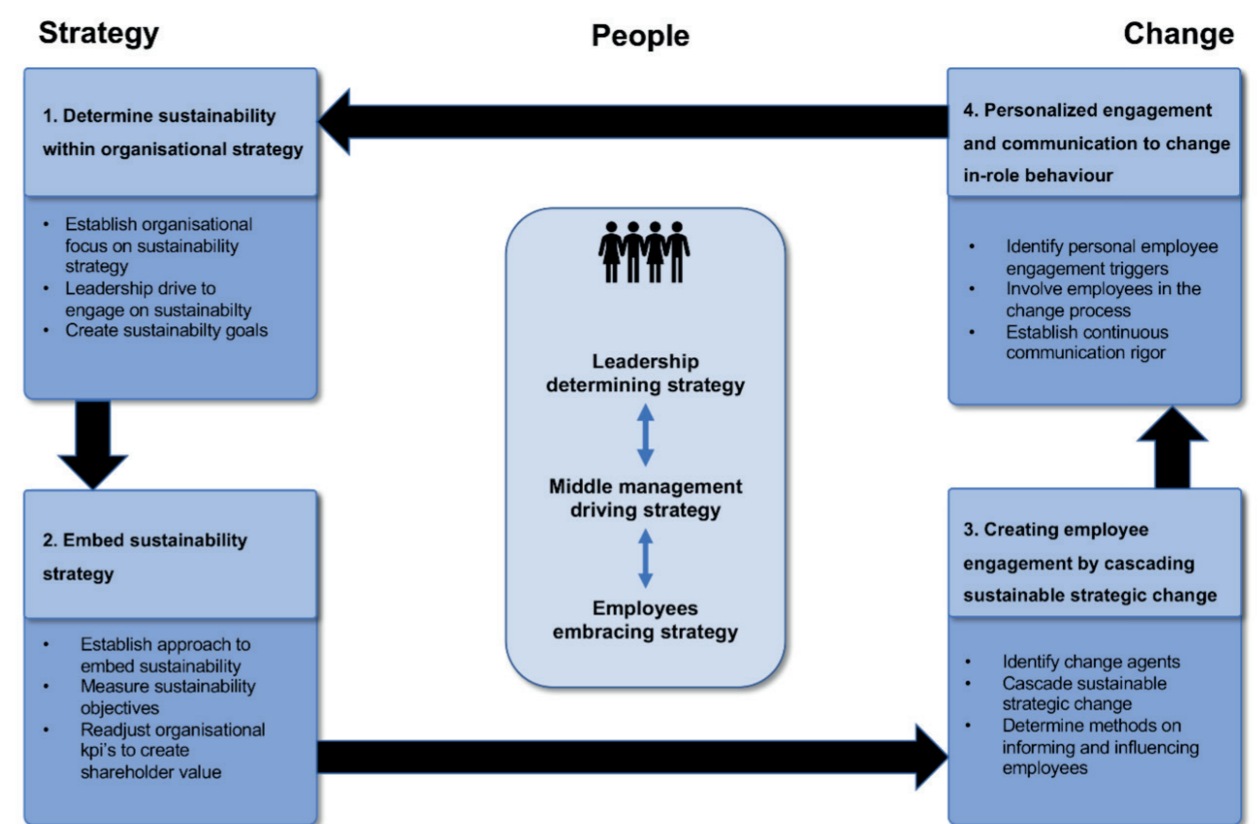 Strategy
People
Change
1. Determine sustainability
within organisational strategy
• Establish organisational
focus on sustainability
strategy
• Leadership drive to
engage on sustainabilty
• Create sustainabilty goals
2. Embed sustainability
strategy
• Establish approach to
embed sustainability
• Measure sustainability
objectives
• Readjust organisational
kpi's to create
shareholder value
Leadership
determining strategy
Middle management
driving strategy
Employees
embracing strategy
4. Personalized engagement
and communication to change
in-role behaviour
• Identify personal employee
engagement triggers
• Involve employees in the
change process
• Establish continuous
communication rigor
3. Creating employee
engagement by cascading
sustainable strategic change
• Identify change agents
• Cascade sustainable
strategic change
• Determine methods on
informing and influencing
employees